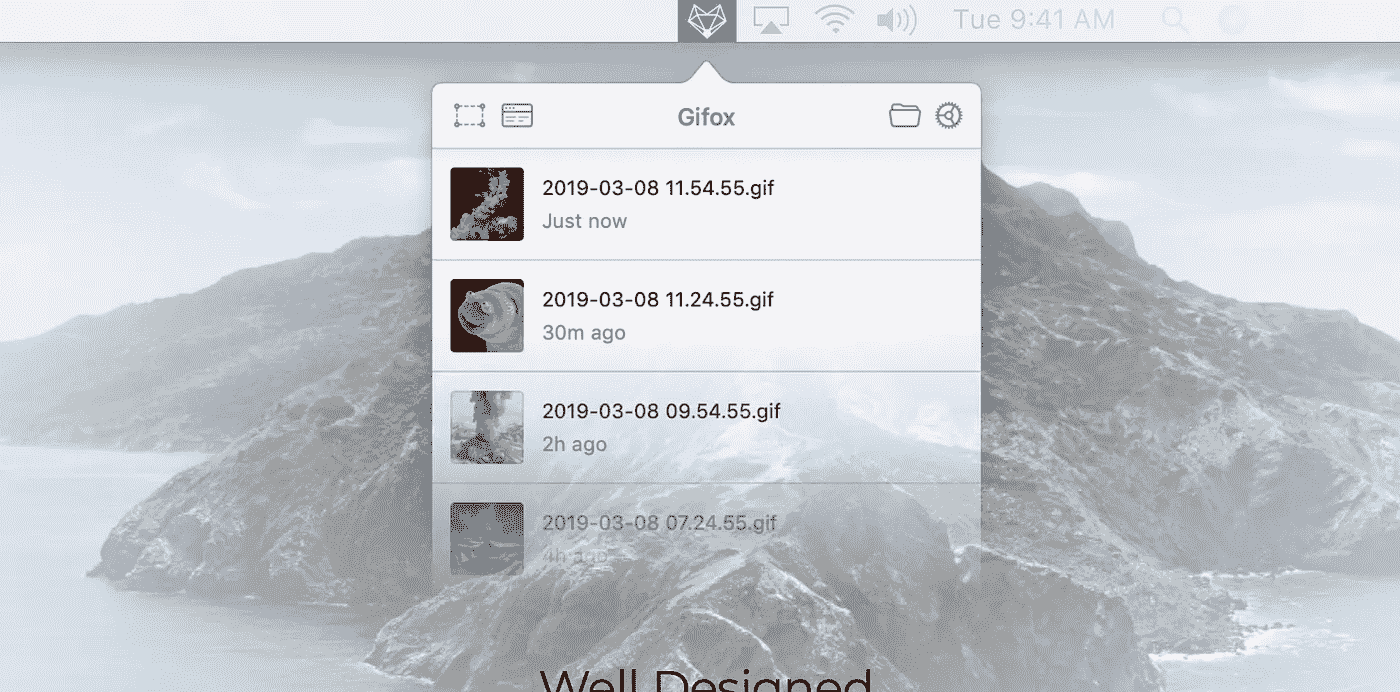 Tue 9:41 AM
Gifox
2019-03-08 11.54.55.gif
Just now
2019-03-08 11.24.55.gif
30m ago
2019-03-08 09.54.55.gif
2h ago
2019-03-08 07.24.55.gif
4h ago
Well Designed